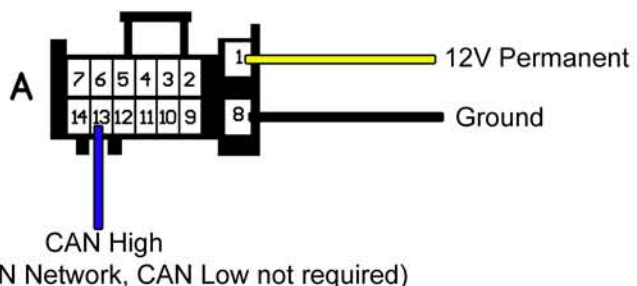 1
12V Permanent
7 6 5 4 3 2
A
14 13 12 11 10 9
8
Ground
CAN High
N Network, CAN Low not required)